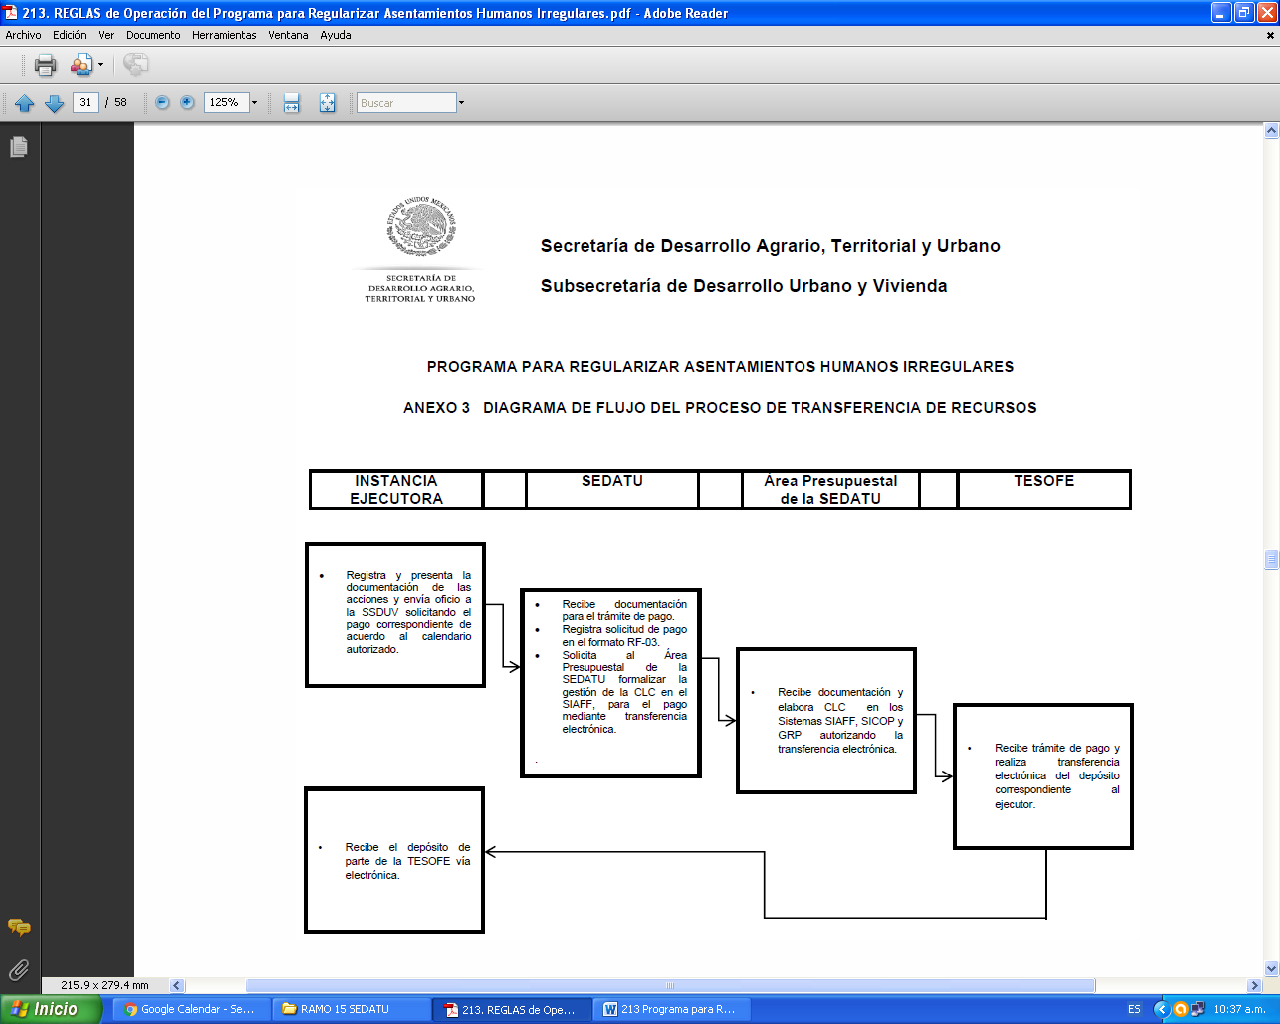 213. REGLAS de Operación del Programa para Regularizar Asentamientos Humanos Irregulares.pdf - Adobe Reader
Archivo Edición Ver Documento Herramientas Ventana Ayuda
31 / 58 125% Buscar
ESTADOS UNIDOS MEXICANOS
SECRETARÍA DE
DESARROLLO AGRARIO,
TERRITORIAL Y URBANO
Secretaría de Desarrollo Agrario, Territorial y Urbano
Subsecretaría de Desarrollo Urbano y Vivienda
PROGRAMA PARA REGULARIZAR ASENTAMIENTOS HUMANOS IRREGULARES
ANEXO 3 DIAGRAMA DE FLUJO DEL PROCESO DE TRANSFERENCIA DE RECURSOS
INSTANCIA
EJECUTORA
SEDATU
Área Presupuestal
de la SEDATU
TESOFE
• Registra y presenta la
documentación de las
acciones y envía oficio a
la SSDUV solicitando el
pago correspondiente de
acuerdo al calendario
autorizado.
• Recibe documentación
para el trámite de pago.
• Registra solicitud de pago
en el formato RF-03.
• Solicita al Área
Presupuestal de la
SEDATU formalizar la
gestión de la CLC en el
SIAFF, para el pago
mediante transferencia
electrónica.
.
• Recibe documentación y
elabora CLC en los
Sistemas SIAFF, SICOP y
GRP autorizando la
transferencia electrónica.
• Recibe trámite de pago y
realiza transferencia
electrónica del depósito
correspondiente al
ejecutor.
• Recibe el depósito de
parte de la TESOFE vía
electrónica.
215.9 x 279.4 mm
Inicio
Google Calendar - Se...
RAMO 15 SEDATU
213. REGLAS de Ope...
213 Programa para R...
ES
10:37 a.m.